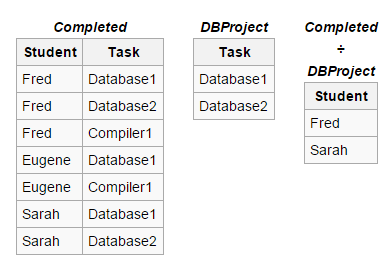 Completed
Student Task
Fred Database1
Fred Database2
Fred Compiler1
Eugene Database1
Eugene Compiler1
Sarah Database1
Sarah Database2
DBProject
Task
Database1
Database2
Completed
÷
DBProject
Student
Fred
Sarah